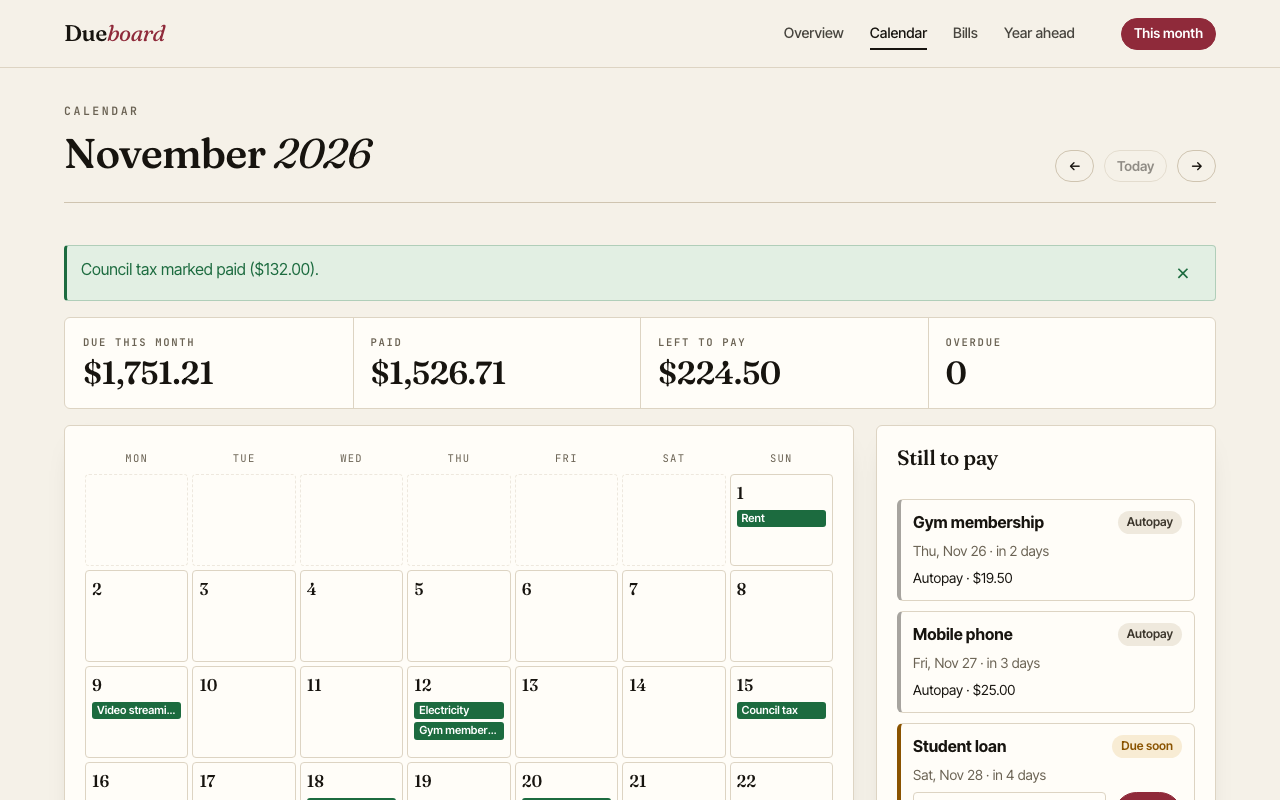 Dueboard
Overview
Calendar
Bills
Year ahead
This month
CALENDAR
November 2026
←
Today
→
Council tax marked paid ($132.00).
×
DUE THIS MONTH
$1,751.21
PAID
$1,526.71
LEFT TO PAY
$224.50
OVERDUE
0
MON TUE WED THU FRI SAT SUN
1
Rent
2 3 4 5 6 7 8
9 10 11 12 13 14 15
Video streami... Electricity Council tax
Gym member...
16 17 18 19 20 21 22
Still to pay
Gym membership
Autopay
Thu, Nov 26 · in 2 days
Autopay · $19.50
Mobile phone
Autopay
Fri, Nov 27 · in 3 days
Autopay · $25.00
Student loan
Due soon
Sat, Nov 28 · in 4 days